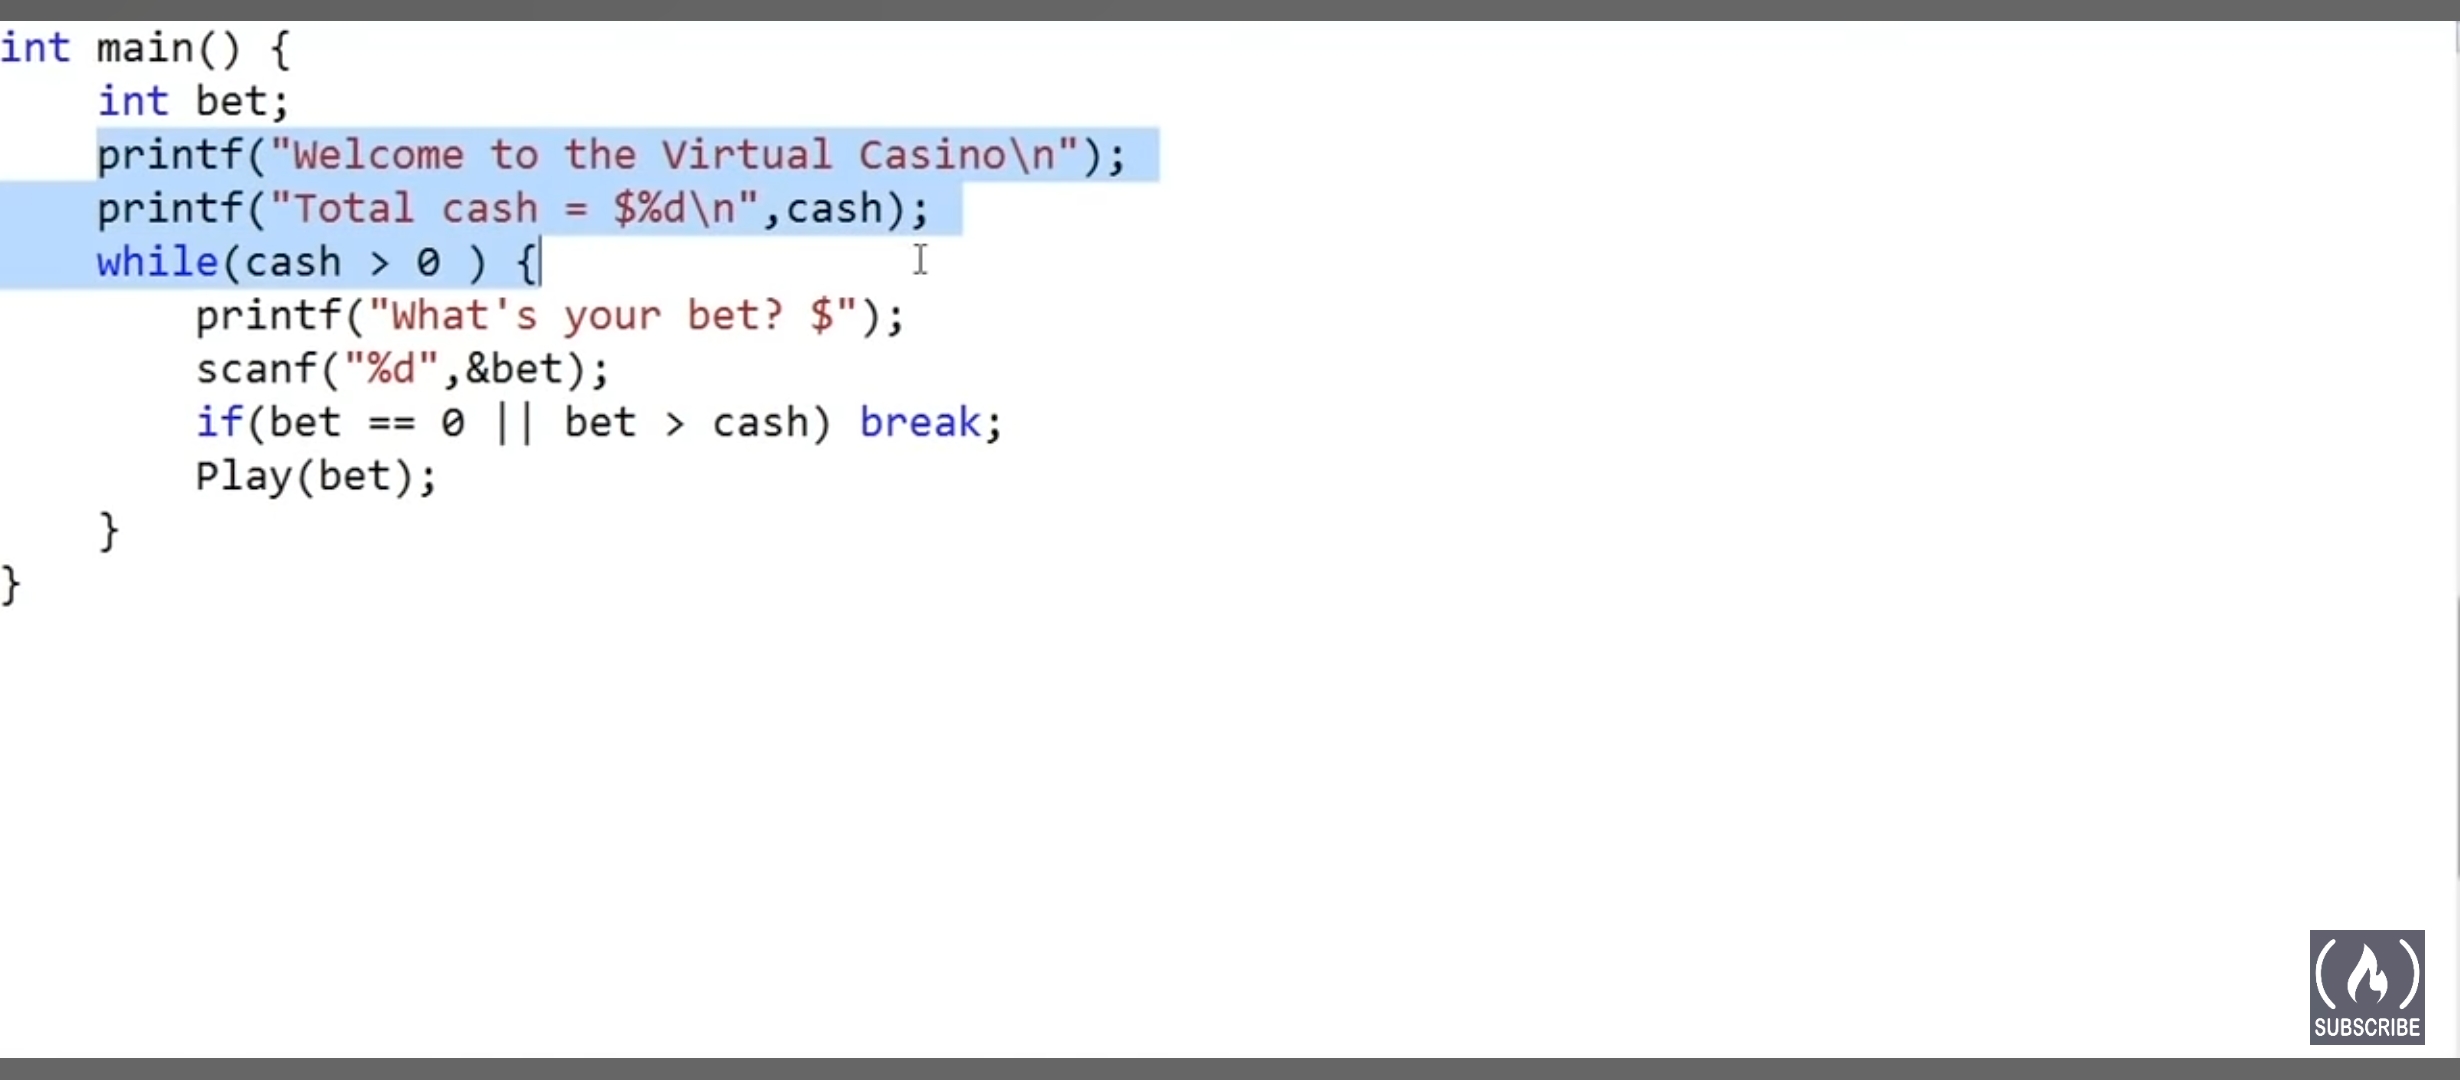 int main() {
    int bet;
    printf("Welcome to the Virtual Casino\n");
    printf("Total cash = $%d\n",cash);
    while(cash > 0 ) {
        printf("What's your bet? $");
        scanf("%d",&bet);
        if(bet == 0 || bet > cash) break;
        Play(bet);
    }
}
SUBSCRIBE